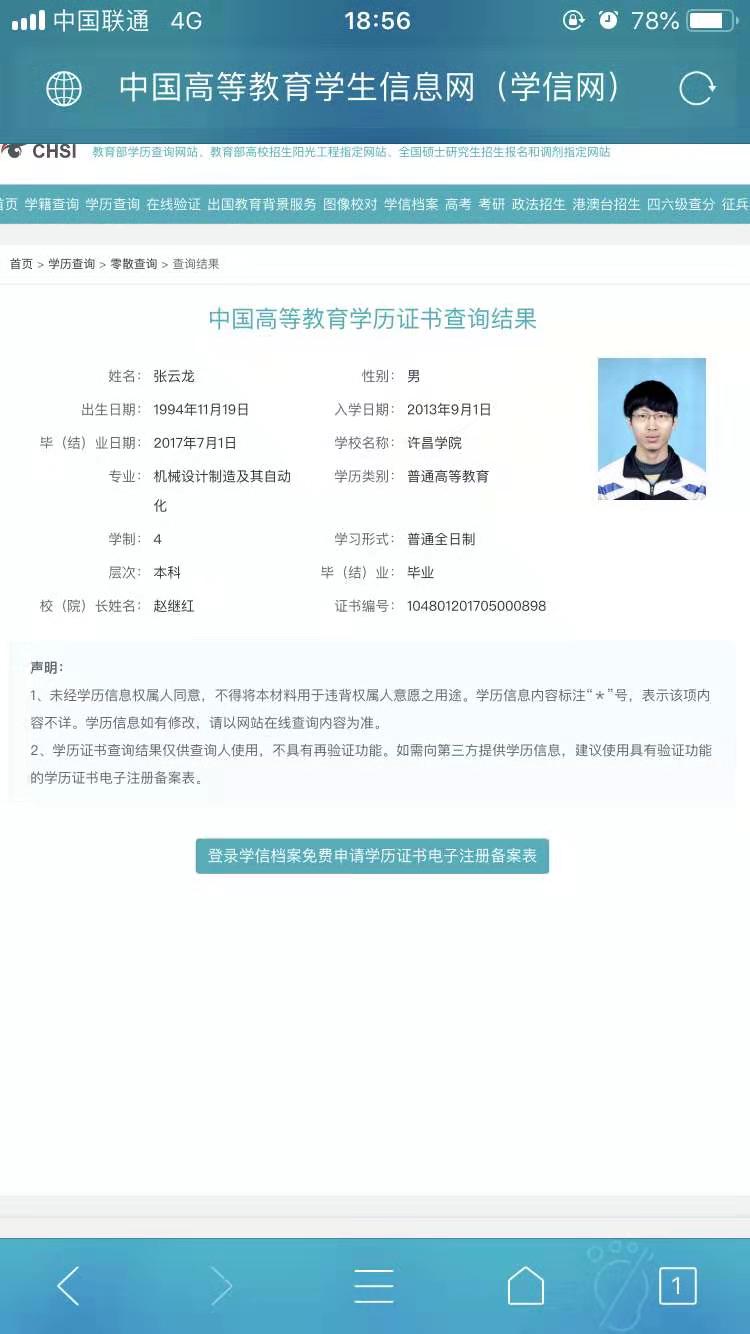 中国联通 4G 18:56 78%
中国高等教育学生信息网（学信网）
CHSI 教育部学历查询网站、教育部高校招生阳光工程指定网站、全国硕士研究生招生报名和调剂指定网站
首页 学籍查询 学历查询 在线验证 出国教育背景服务 图像校对 学信档案 高考 考研 政法招生 港澳台招生 四六级查分 征兵
首页 > 学历查询 > 零散查询 > 查询结果
中国高等教育学历证书查询结果
姓名： 张云龙 性别： 男
出生日期： 1994年11月19日 入学日期： 2013年9月1日
毕（结）业日期： 2017年7月1日 学校名称： 许昌学院
专业： 机械设计制造及其自动 学历类别： 普通高等教育
化
学制： 4 学习形式： 普通全日制
层次： 本科 毕（结）业： 毕业
校（院）长姓名： 赵继红 证书编号： 104801201705000898
声明：
1、未经学历信息权属人同意，不得将本材料用于违背权属人意愿之用途。学历信息内容标注“＊”号，表示该项内
容不详。学历信息如有修改，请以网站在线查询内容为准。
2、学历证书查询结果仅供查询人使用，不具有再验证功能。如需向第三方提供学历信息，建议使用具有验证功能
的学历证书电子注册备案表。
登录学信档案免费申请学历证书电子注册备案表
1